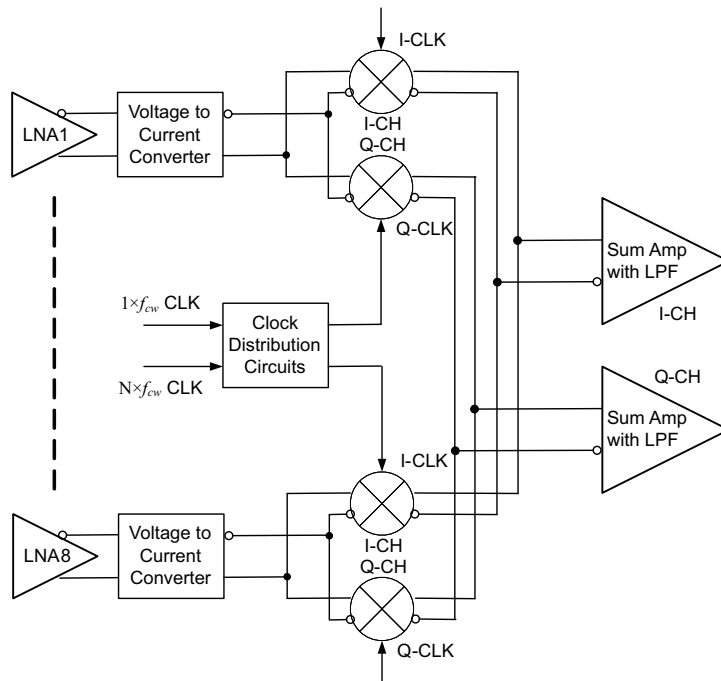 I-CLK
LNA1
Voltage to
Current
Converter
I-CH
Q-CH
Q-CLK
Sum Amp
with LPF
I-CH
1×fcw CLK
N×fcw CLK
Clock
Distribution
Circuits
Q-CH
Sum Amp
with LPF
I-CLK
LNA8
Voltage to
Current
Converter
I-CH
Q-CH
Q-CLK